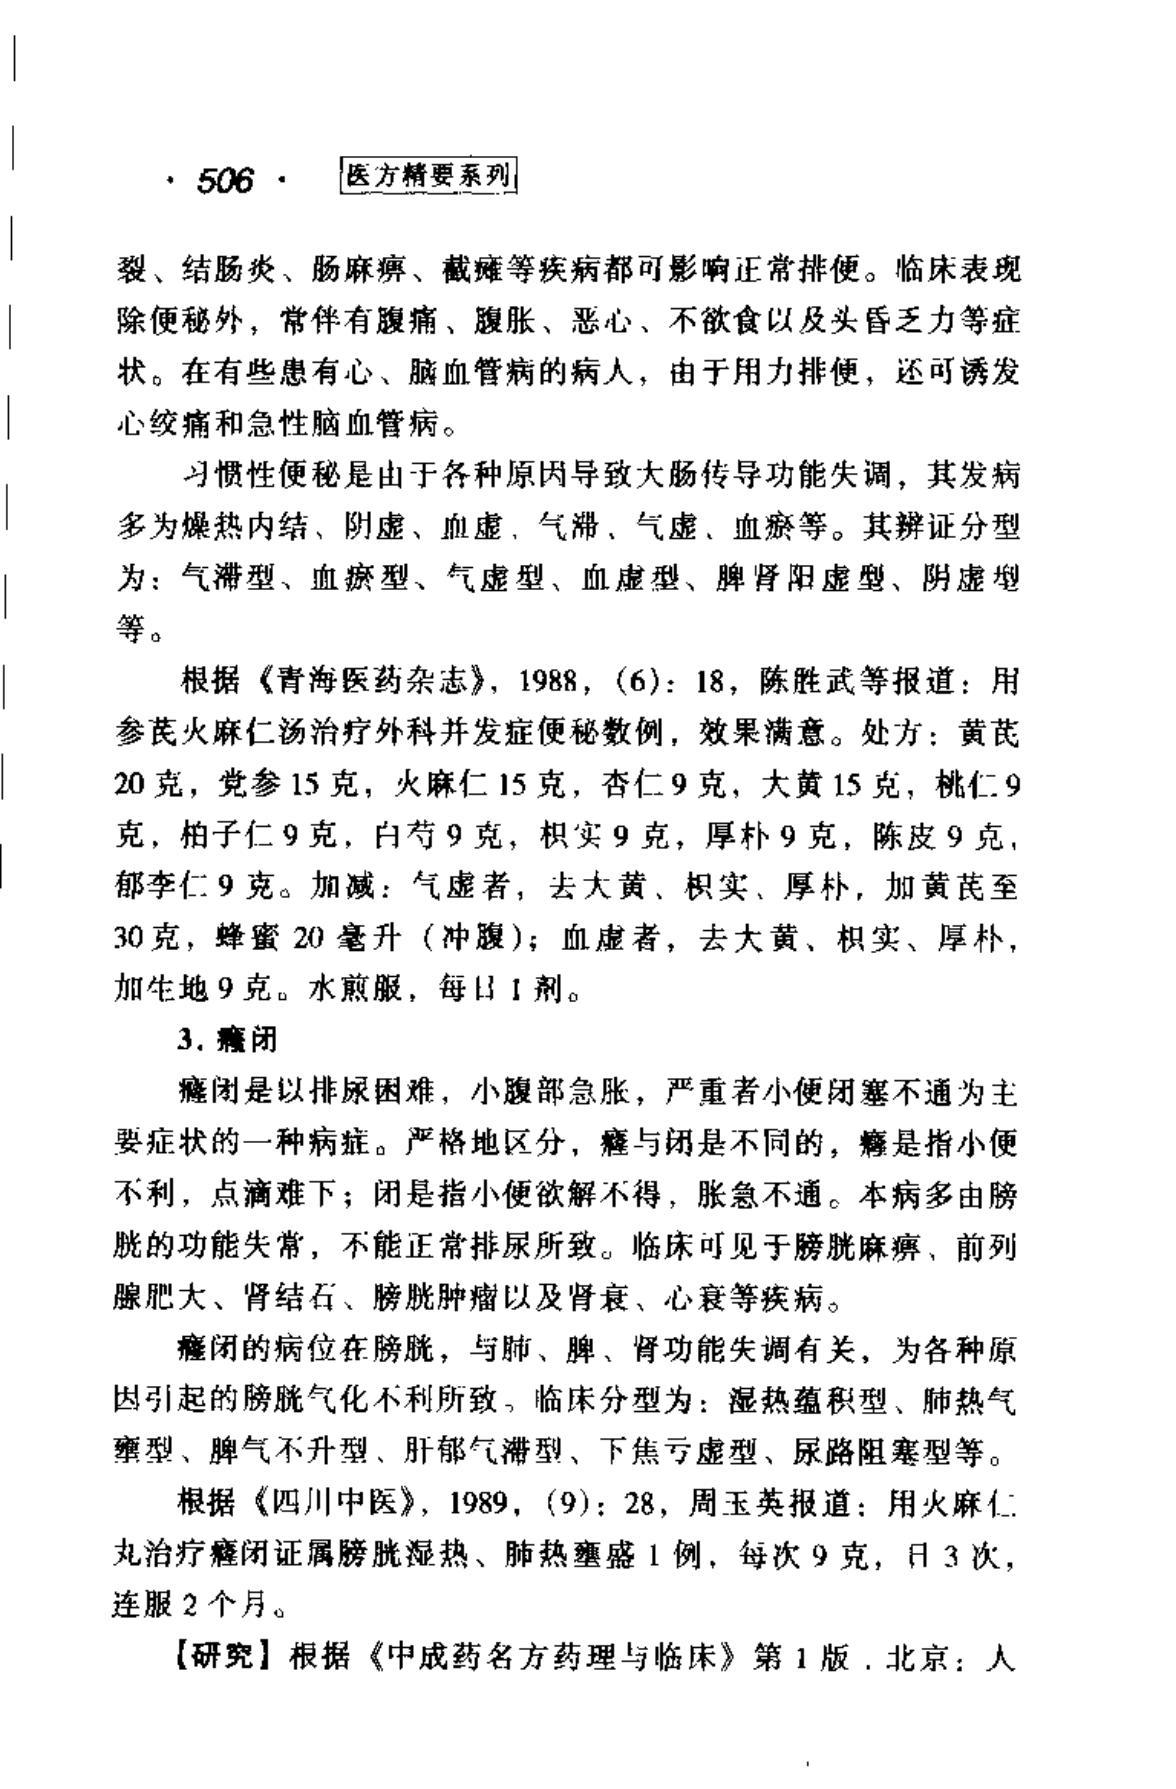 · 506 · 医方精要系列
裂、结肠炎、肠麻痹、截瘫等疾病都可影响正常排便。临床表现
除便秘外，常伴有腹痛、腹胀、恶心、不欲食以及头昏乏力等症
状。在有些患有心、脑血管病的病人，由于用力排便，还可诱发
心绞痛和急性脑血管病。
习惯性便秘是由于各种原因导致大肠传导功能失调，其发病
多为燥热内结、阴虚、血虚、气滞、气虚、血瘀等。其辨证分型
为：气滞型、血瘀型、气虚型、血虚型、脾肾阳虚型、阴虚型
等。
根据《青海医药杂志》，1988，（6）：18，陈胜武等报道：用
参芪火麻仁汤治疗外科并发症便秘数例，效果满意。处方：黄芪
20 克，党参 15 克，火麻仁 15 克，杏仁 9 克，大黄 15 克，桃仁 9
克，柏子仁 9 克，白芍 9 克，枳实 9 克，厚朴 9 克，陈皮 9 克，
郁李仁 9 克。加减：气虚者，去大黄、枳实、厚朴，加黄芪至
30 克，蜂蜜 20 毫升（冲腹）；血虚者，去大黄、枳实、厚朴，
加生地 9 克。水煎服，每日 1 剂。
3. 癃闭
癃闭是以排尿困难，小腹部急胀，严重者小便闭塞不通为主
要症状的一种病症。严格地区分，癃与闭是不同的，癃是指小便
不利，点滴难下；闭是指小便欲解不得，胀急不通。本病多由膀
胱的功能失常，不能正常排尿所致。临床可见于膀胱麻痹、前列
腺肥大、肾结石、膀胱肿瘤以及肾衰、心衰等疾病。
癃闭的病位在膀胱，与肺、脾、肾功能失调有关，为各种原
因引起的膀胱气化不利所致。临床分型为：湿热蕴积型、肺热气
壅型、脾气不升型、肝郁气滞型、下焦亏虚型、尿路阻塞型等。
根据《四川中医》，1989，（9）：28，周玉英报道：用火麻仁
丸治疗癃闭证属膀胱湿热、肺热壅盛 1 例，每次 9 克，日 3 次，
连服 2 个月。
【研究】根据《中成药名方药理与临床》第 1 版．北京：人